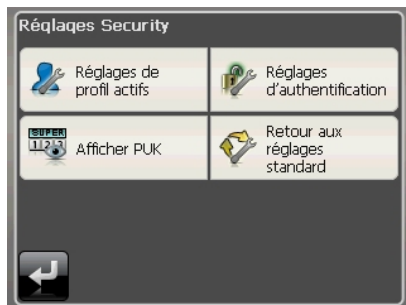 Réglages Security
Réglages de
profil actifs
Réglages
d'authentification
SUPER
123
Afficher PUK
Retour aux
réglages
standard